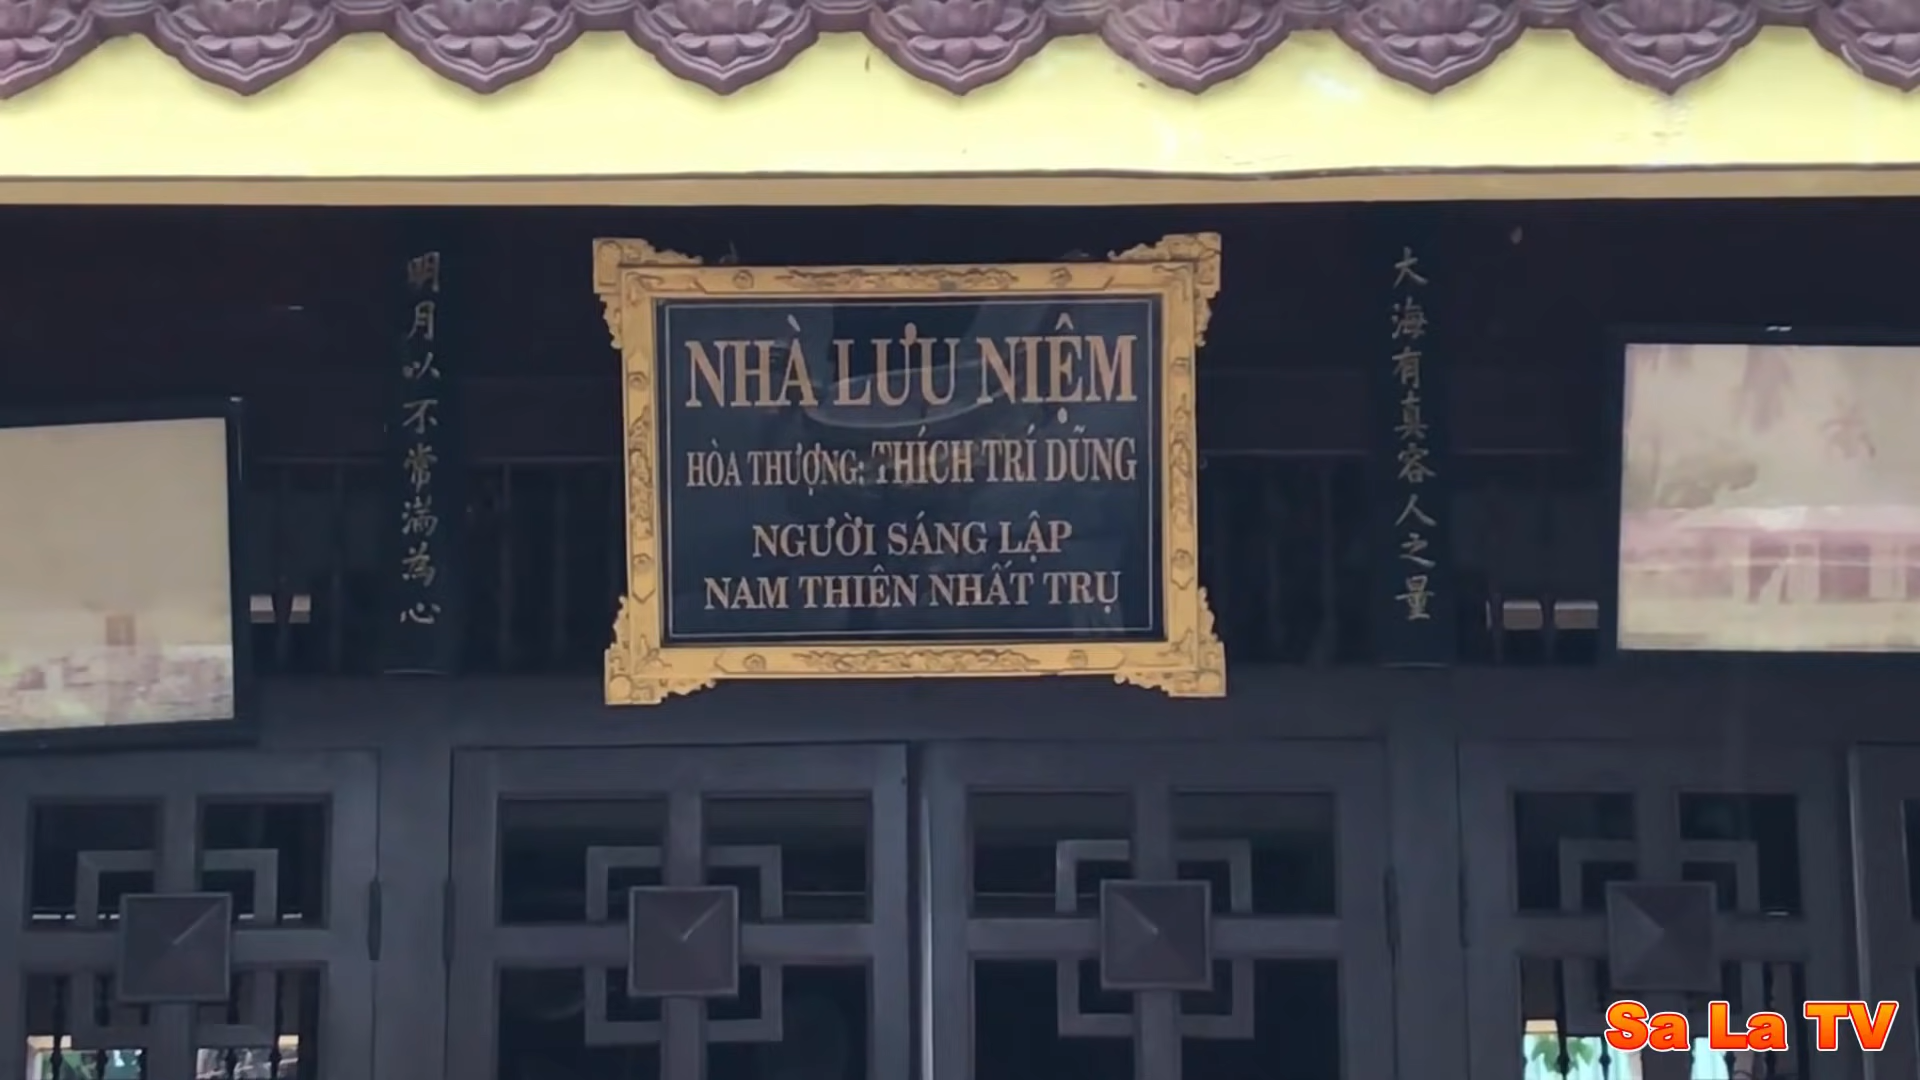 明月以不常滿為心
NHÀ LƯU NIỆM
HÒA THƯỢNG: THÍCH TRÍ DŨNG
NGƯỜI SÁNG LẬP
NAM THIÊN NHẤT TRỤ
大海有真容人之量
Sa La TV